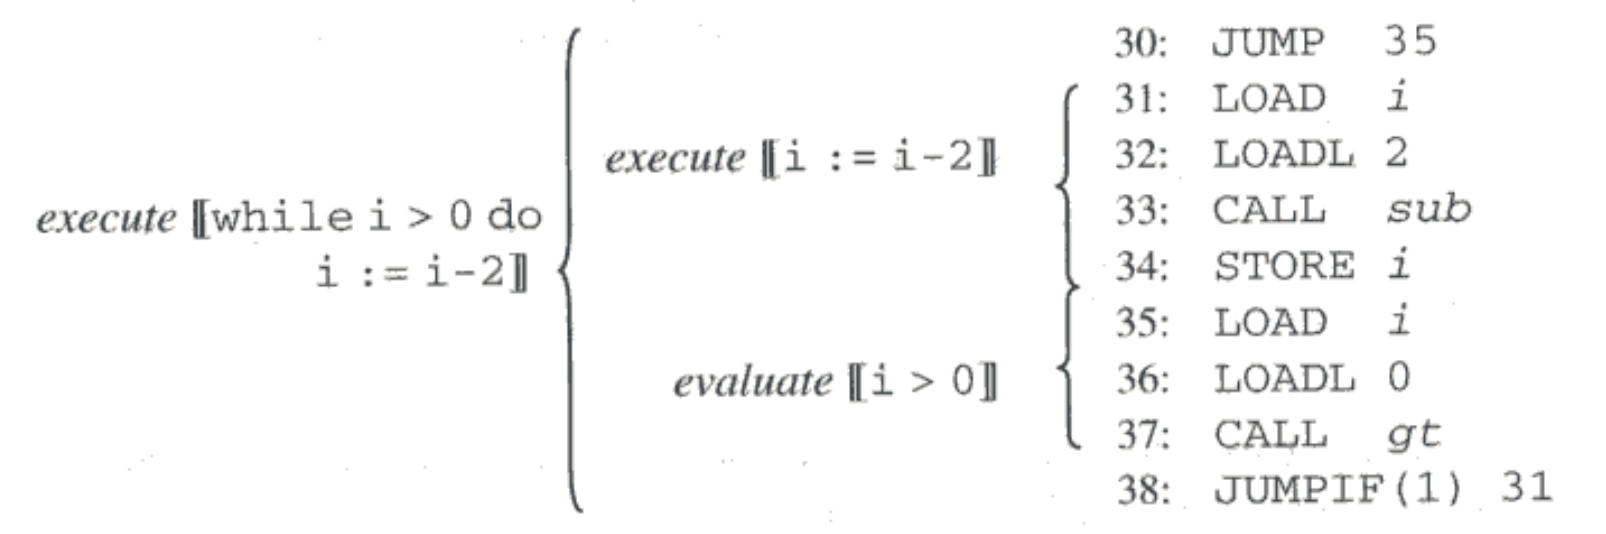 30: JUMP 35
31: LOAD i
execute ⟦i := i-2⟧ 32: LOADL 2
33: CALL sub
execute ⟦while i > 0 do
i := i-2⟧
34: STORE i
35: LOAD i
evaluate ⟦i > 0⟧ 36: LOADL 0
37: CALL gt
38: JUMPIF(1) 31